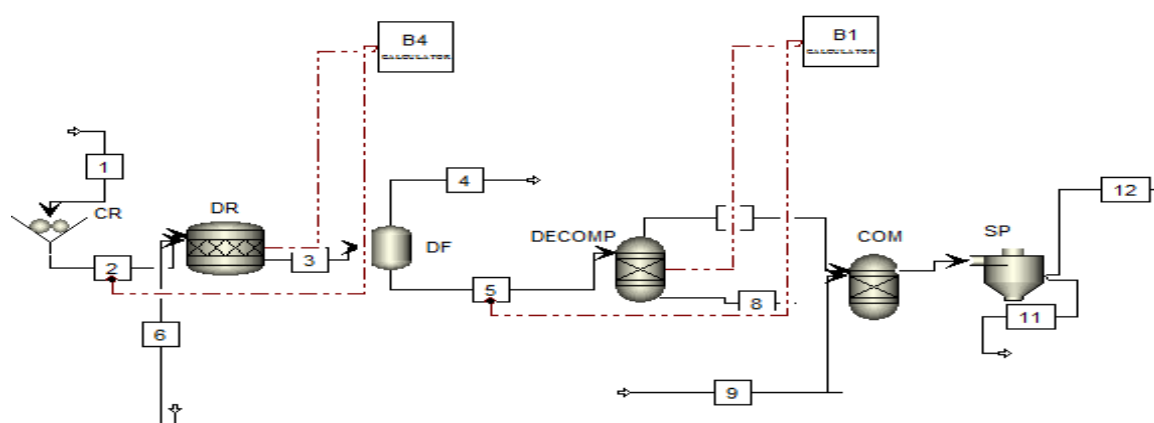 B4
CALCULATOR
B1
CALCULATOR
1
CR
DR
2
3
6
4
DF
5
DECOMP
8
9
COM
SP
12
11